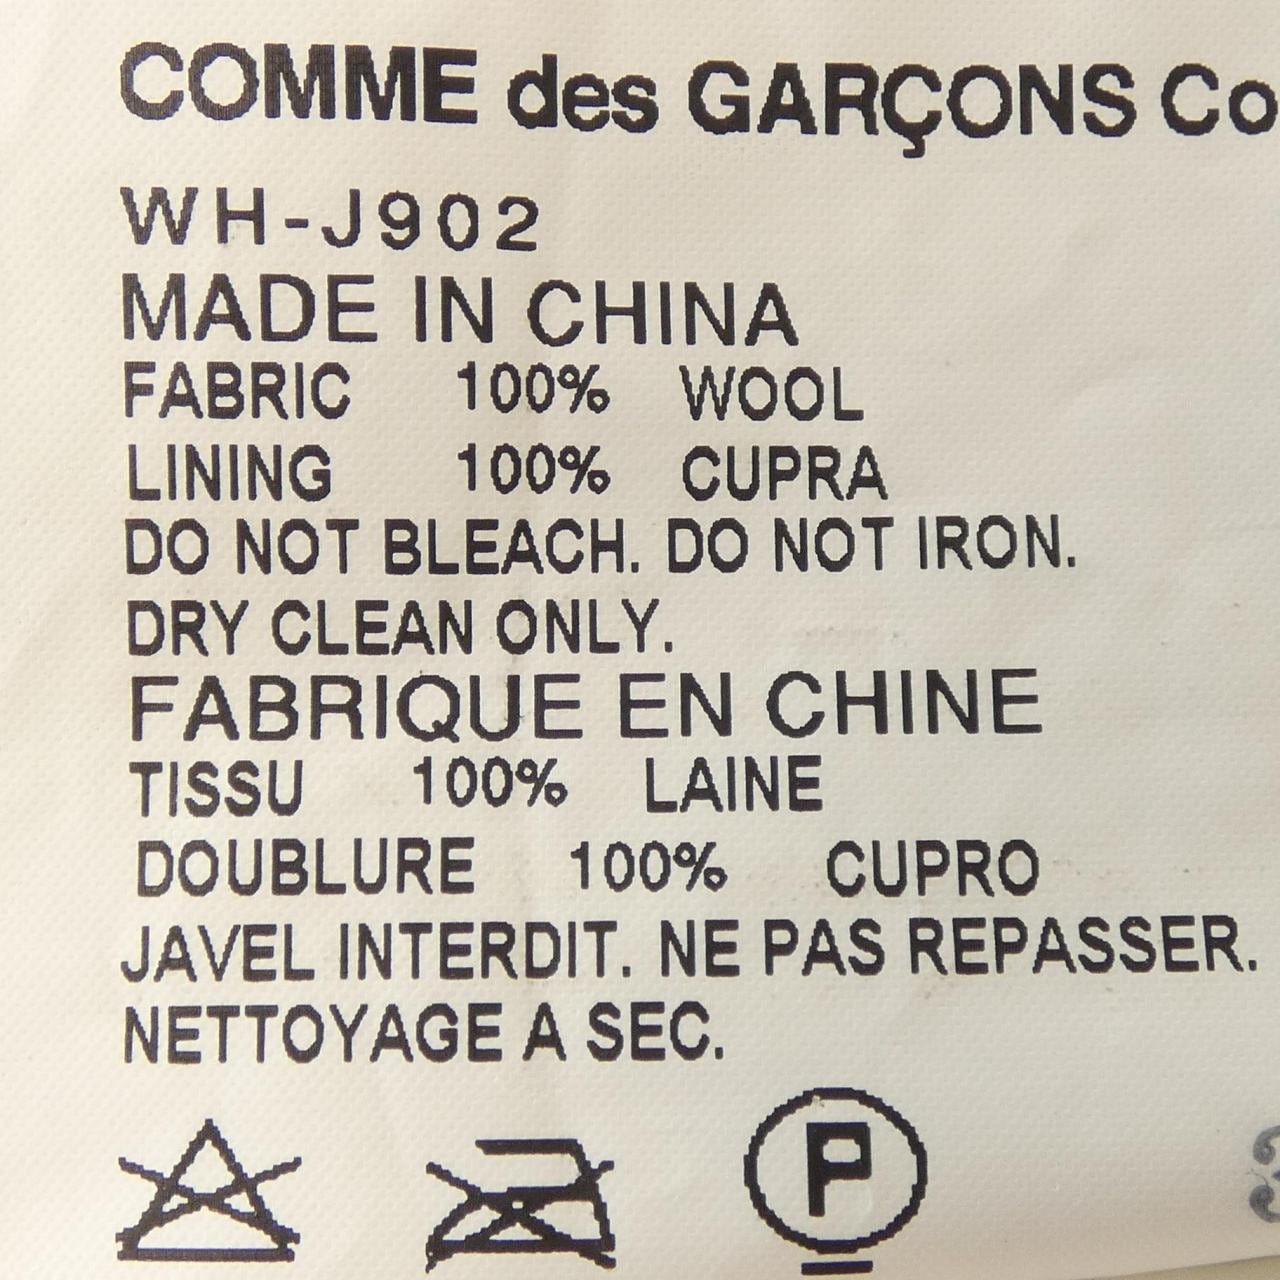 COMME des GARÇONS Co
WH-J902
MADE IN CHINA
FABRIC 100% WOOL
LINING 100% CUPRA
DO NOT BLEACH. DO NOT IRON.
DRY CLEAN ONLY.
FABRIQUE EN CHINE
TISSU 100% LAINE
DOUBLURE 100% CUPRO
JAVEL INTERDIT. NE PAS REPASSER.
NETTOYAGE A SEC.
P